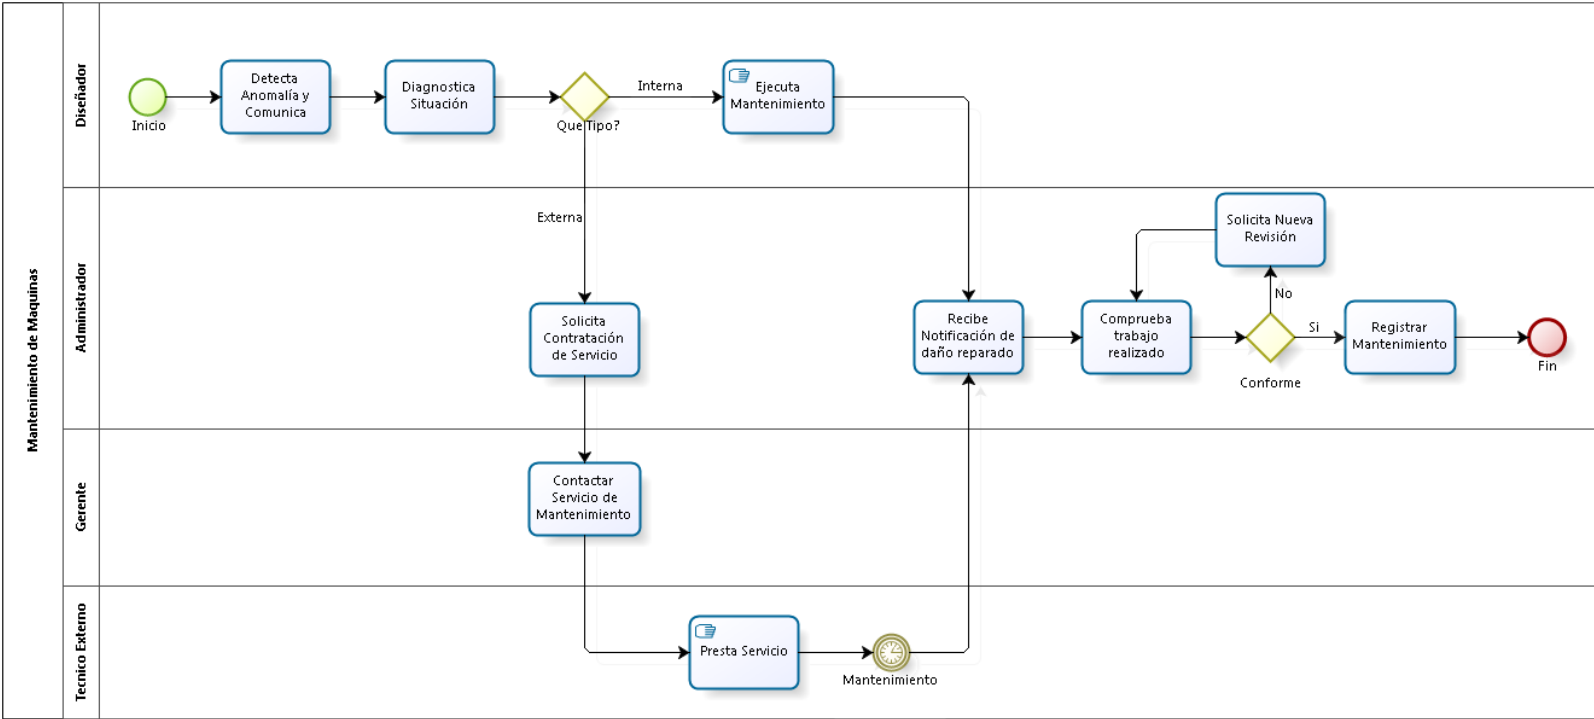 Mantenimiento de Maquinas
Diseñador
Inicio
Detecta
Anomalía y
Comunica
Diagnostica
Situación
Que Tipo?
Interna
Ejecuta
Mantenimiento
Externa
Administrador
Solicita
Contratación
de Servicio
Recibe
Notificación de
daño reparado
Comprueba
trabajo
realizado
Solicita Nueva
Revisión
No
Conforme
Si
Registrar
Mantenimiento
Fin
Gerente
Contactar
Servicio de
Mantenimiento
Tecnico Externo
Presta Servicio
Mantenimiento